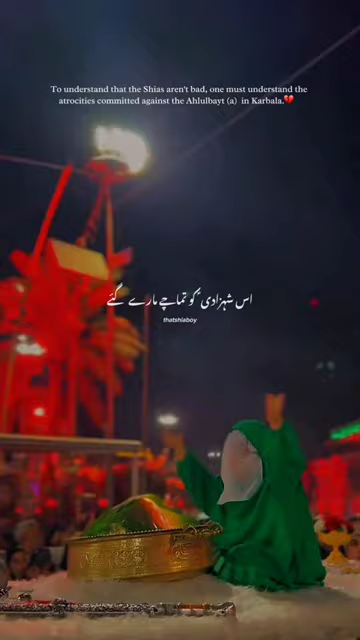 To understand that the Shias aren't bad, one must understand the
atrocities committed against the Ahlulbayt (a) in Karbala.💔
اس شہزادیؑ کو تماچے مارے گئے
thatshiaboy